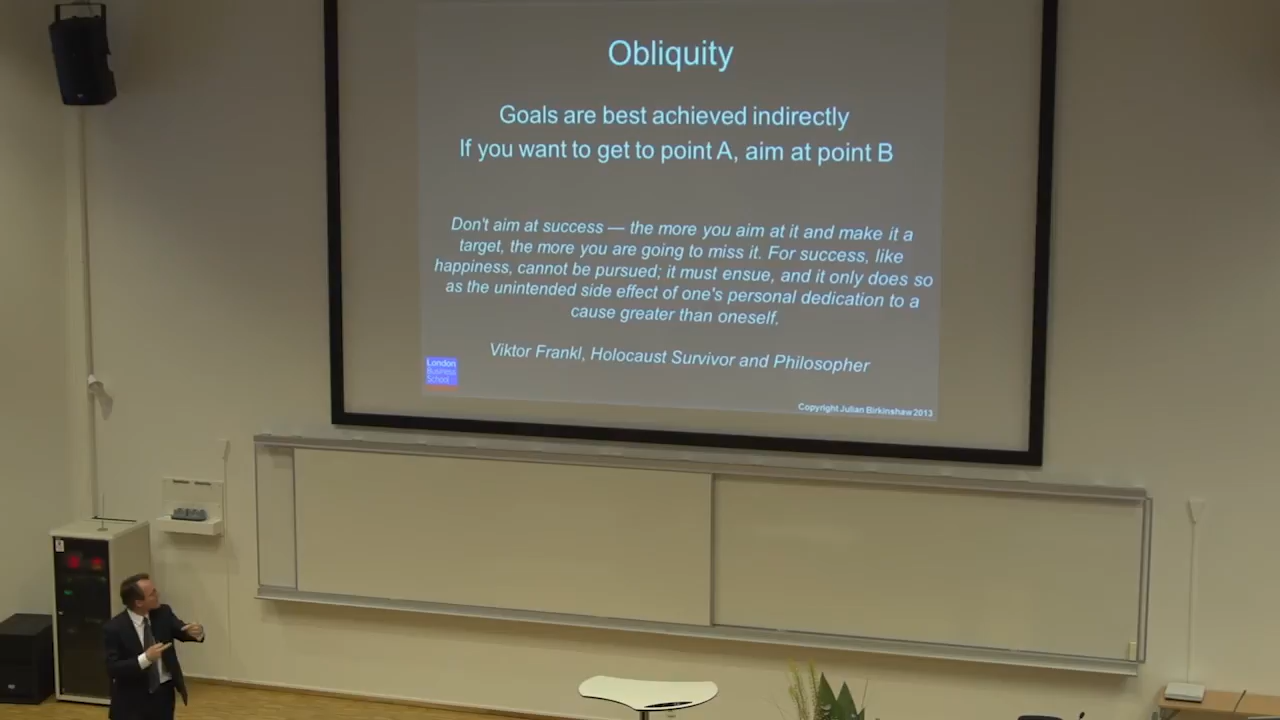 Obliquity
Goals are best achieved indirectly
If you want to get to point A, aim at point B
Don't aim at success — the more you aim at it and make it a
target, the more you are going to miss it. For success, like
happiness, cannot be pursued; it must ensue, and it only does so
as the unintended side effect of one's personal dedication to a
cause greater than oneself.
Viktor Frankl, Holocaust Survivor and Philosopher
London
Business
School
Copyright Julian Birkinshaw 2013